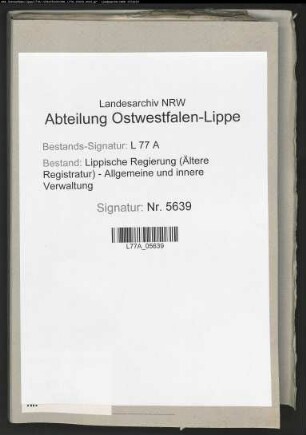 Landesarchiv NRW
Abteilung Ostwestfalen-Lippe
Bestands-Signatur: L 77 A
Bestand: Lippische Regierung (Ältere
Registratur) - Allgemeine und innere
Verwaltung
Signatur: Nr. 5639
L77A_05639